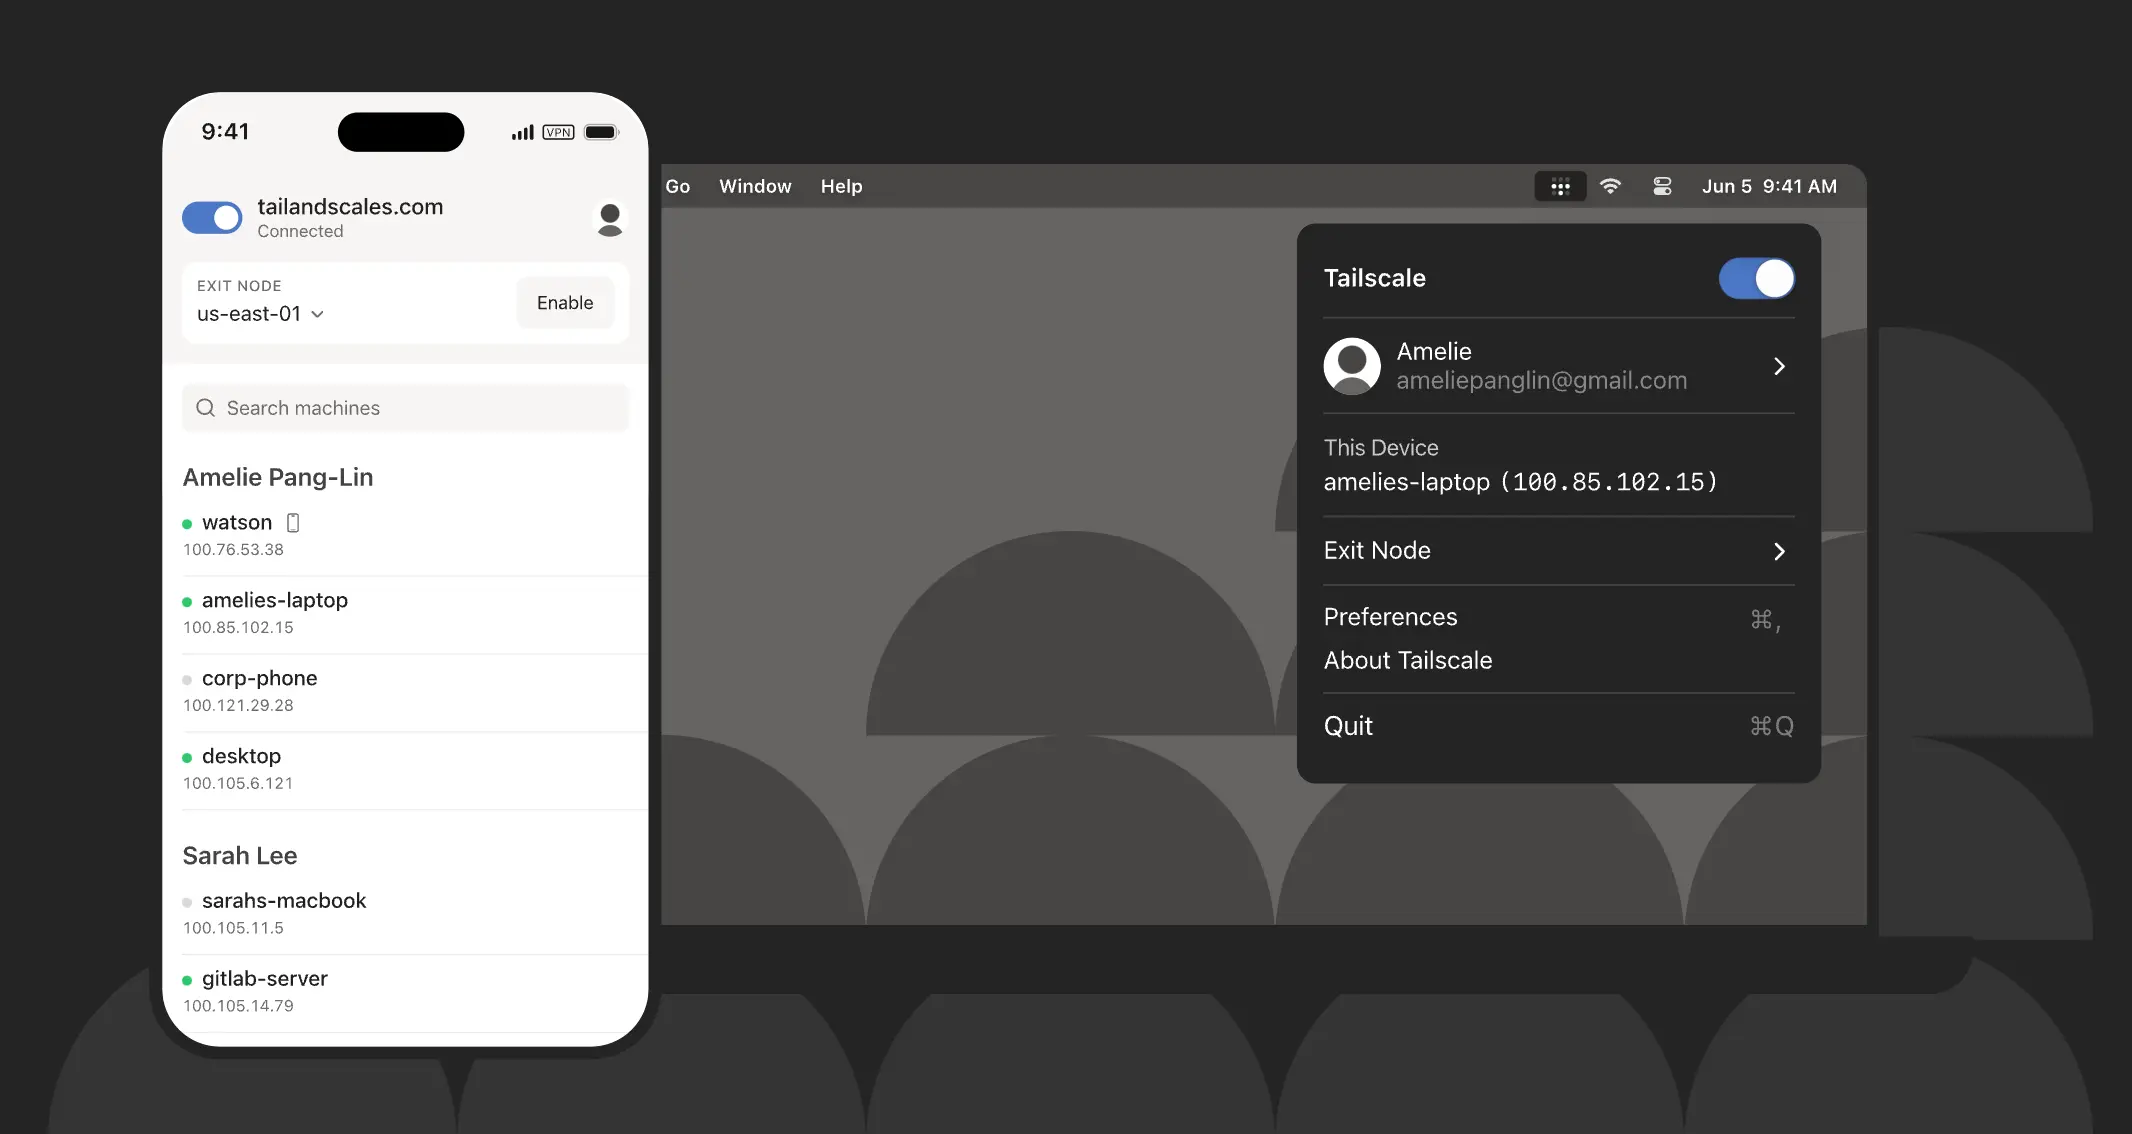 9:41
VPN
tailandscales.com
Connected
EXIT NODE
us-east-01
Enable
Search machines
Amelie Pang-Lin
watson
100.76.53.38
amelies-laptop
100.85.102.15
corp-phone
100.121.29.28
desktop
100.105.6.121
Sarah Lee
sarahs-macbook
100.105.11.5
gitlab-server
100.105.14.79
Go Window Help Jun 5 9:41 AM
Tailscale
Amelie
ameliepanglin@gmail.com
This Device
amelies-laptop (100.85.102.15)
Exit Node
Preferences ⌘,
About Tailscale
Quit ⌘Q